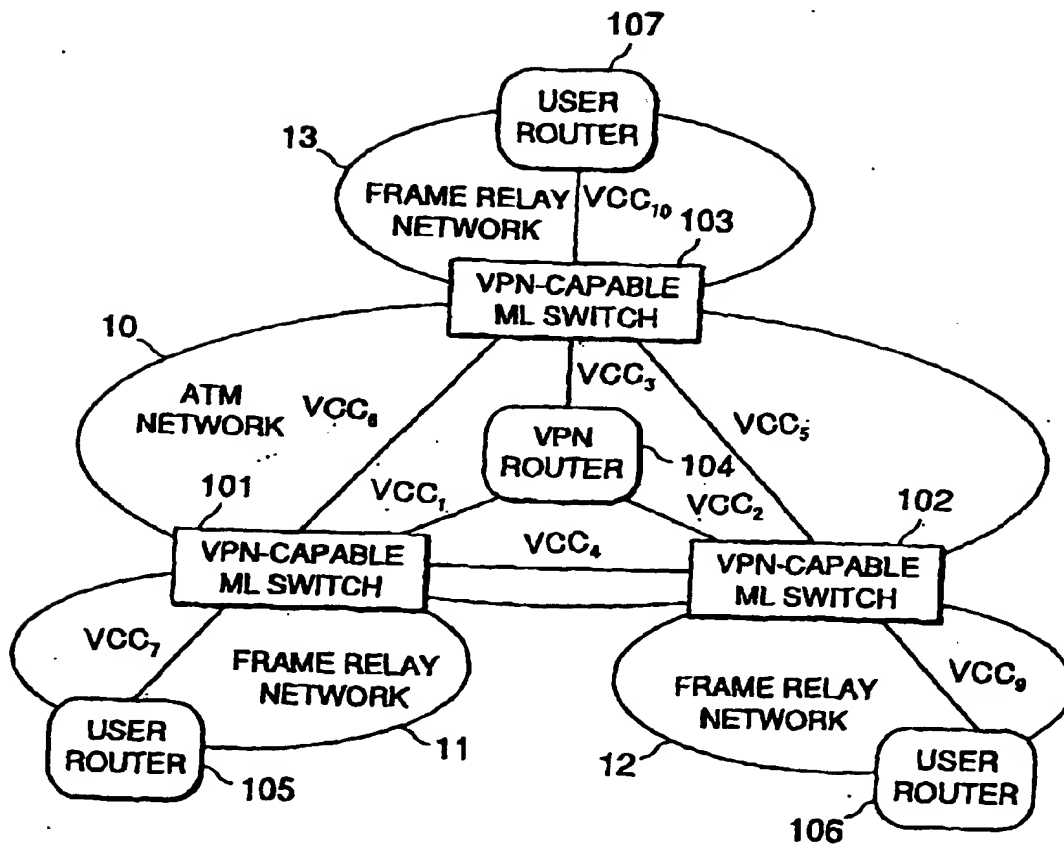 107
USER
ROUTER
13
FRAME RELAY
NETWORK
VCC10
103
VPN-CAPABLE
ML SWITCH
10
ATM
NETWORK
VCC6
VCC3
VCC5
VPN
ROUTER
104
101
VCC1
VCC2
102
VPN-CAPABLE
ML SWITCH
VCC4
VPN-CAPABLE
ML SWITCH
VCC7
FRAME RELAY
NETWORK
FRAME RELAY
NETWORK
VCC9
USER
ROUTER
105
11
12
USER
ROUTER
106